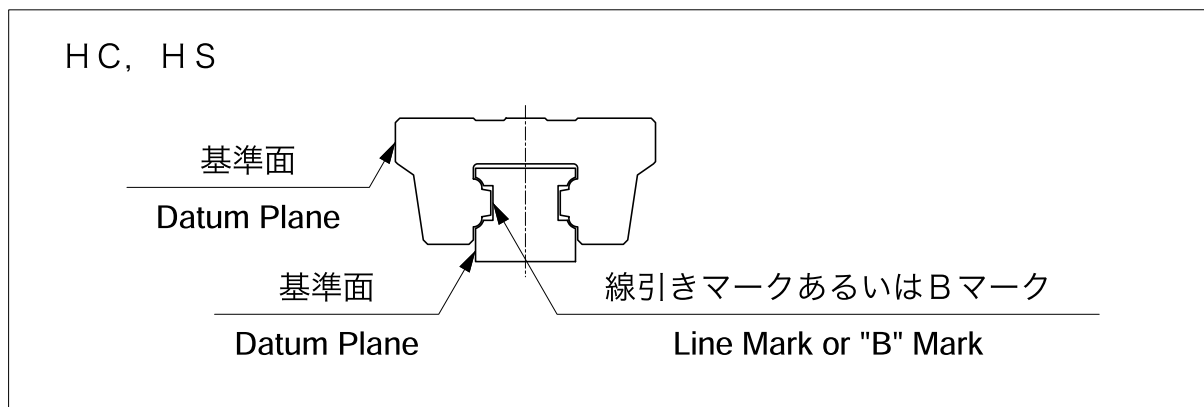 ＨＣ，ＨＳ
基準面
Datum Plane
基準面
Datum Plane
線引きマークあるいはＢマーク
Line Mark or "B" Mark